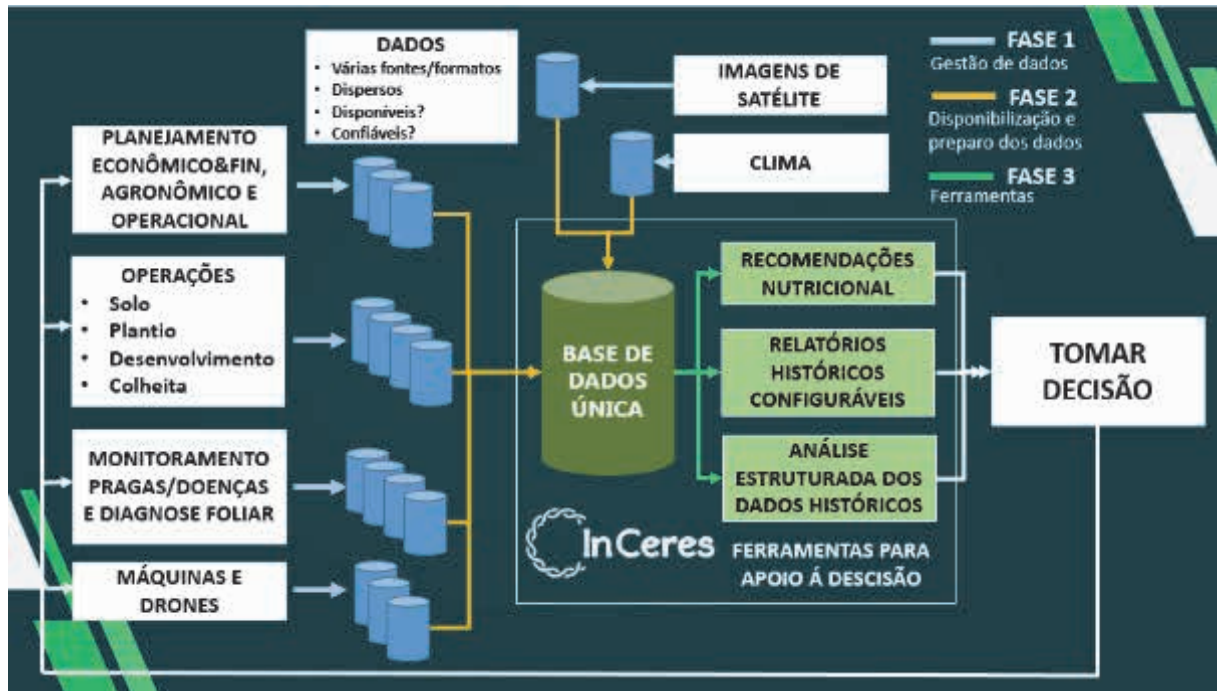 DADOS
• Várias fontes/formatos
• Dispersos
• Disponíveis?
• Confiáveis?
IMAGENS DE
SATÉLITE
CLIMA
FASE 1
Gestão de dados
FASE 2
Disponibilização e
preparo dos dados
FASE 3
Ferramentas
PLANEJAMENTO
ECONÔMICO&FIN,
AGRONÔMICO E
OPERACIONAL
OPERAÇÕES
• Solo
• Plantio
• Desenvolvimento
• Colheita
MONITORAMENTO
PRAGAS/DOENÇAS
E DIAGNOSE FOLIAR
MÁQUINAS E
DRONES
BASE DE
DADOS
ÚNICA
RECOMENDAÇÕES
NUTRICIONAL
RELATÓRIOS
HISTÓRICOS
CONFIGURÁVEIS
ANÁLISE
ESTRUTURADA DOS
DADOS HISTÓRICOS
InCeres
FERRAMENTAS PARA
APOIO Á DESCISÃO
TOMAR
DECISÃO